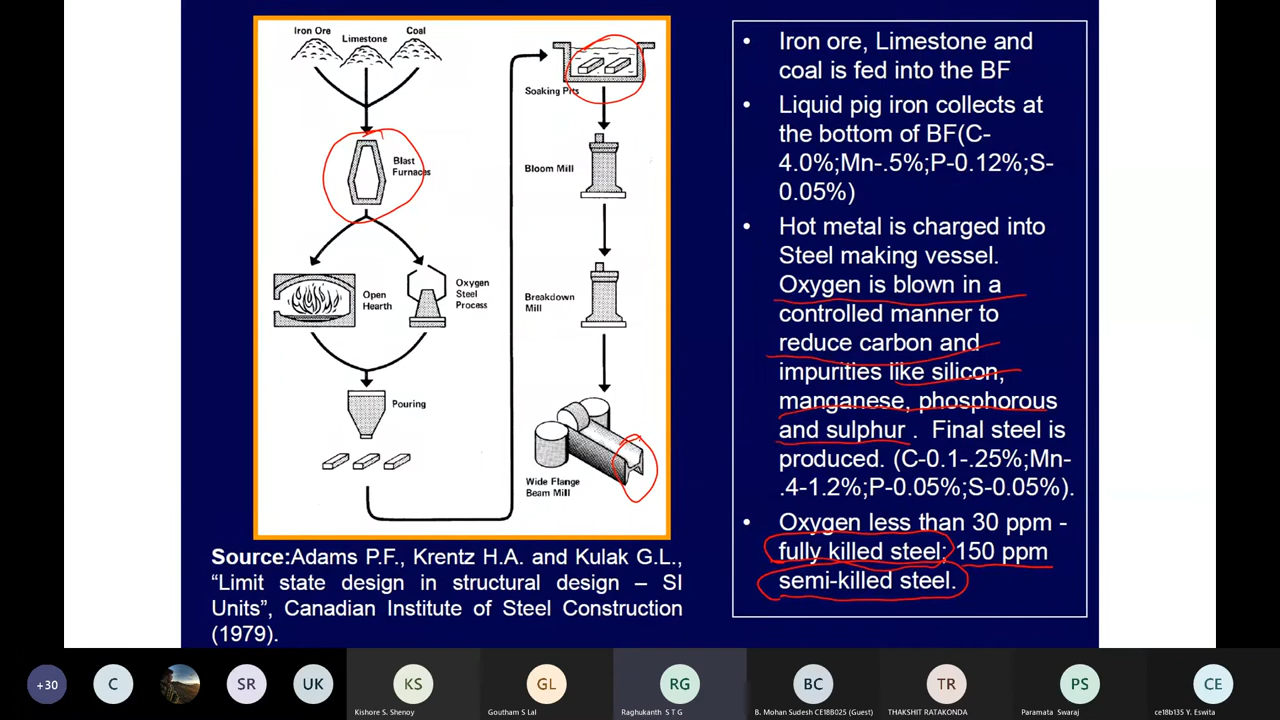 Iron Ore
Limestone
Coal
Blast
Furnaces
Open
Hearth
Oxygen
Steel
Process
Pouring
Soaking Pits
Bloom Mill
Breakdown
Mill
Wide Flange
Beam Mill
Source:Adams P.F., Krentz H.A. and Kulak G.L.,
“Limit state design in structural design – SI
Units”, Canadian Institute of Steel Construction
(1979).
• Iron ore, Limestone and
coal is fed into the BF
• Liquid pig iron collects at
the bottom of BF(C-
4.0%;Mn-.5%;P-0.12%;S-
0.05%)
• Hot metal is charged into
Steel making vessel.
Oxygen is blown in a
controlled manner to
reduce carbon and
impurities like silicon,
manganese, phosphorous
and sulphur . Final steel is
produced. (C-0.1-.25%;Mn-
.4-1.2%;P-0.05%;S-0.05%).
• Oxygen less than 30 ppm -
fully killed steel; 150 ppm
semi-killed steel.
+30
C
SR
UK
KS
Kishore S. Shenoy
GL
Goutham S Lal
RG
Raghukanth S T G
BC
B. Mohan Sudesh CE18B025 (Guest)
TR
THAKSHIT RATAKONDA
PS
Paramata Swaraj
CE
ce18b135 Y. Eswita